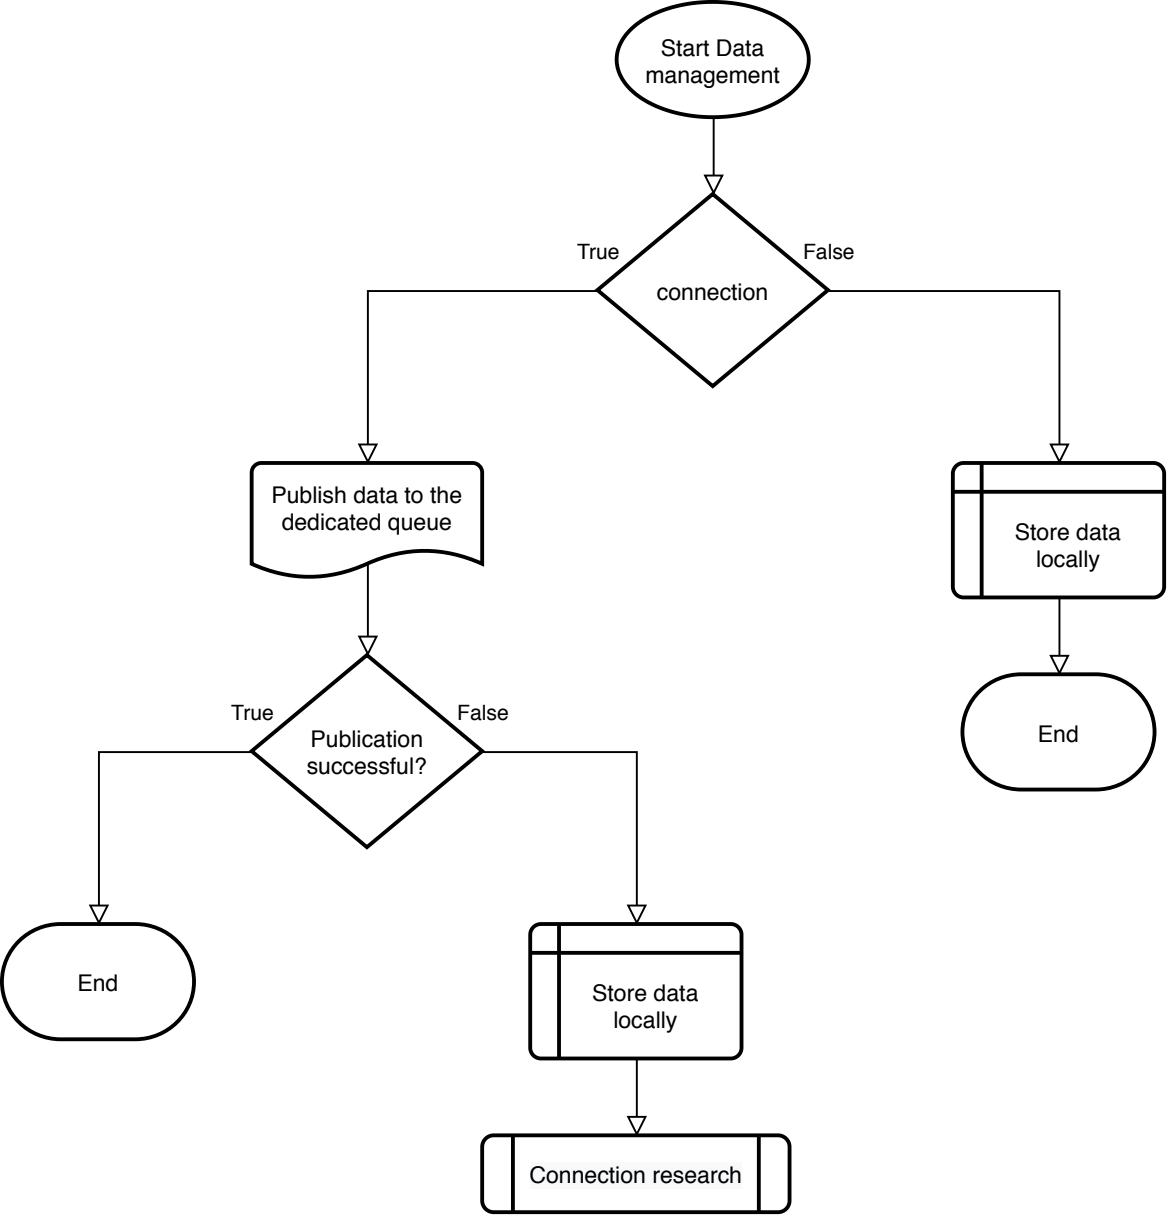 Start Data
management
True
False
connection
Publish data to the
dedicated queue
Store data
locally
True
False
Publication
successful?
End
End
Store data
locally
Connection research